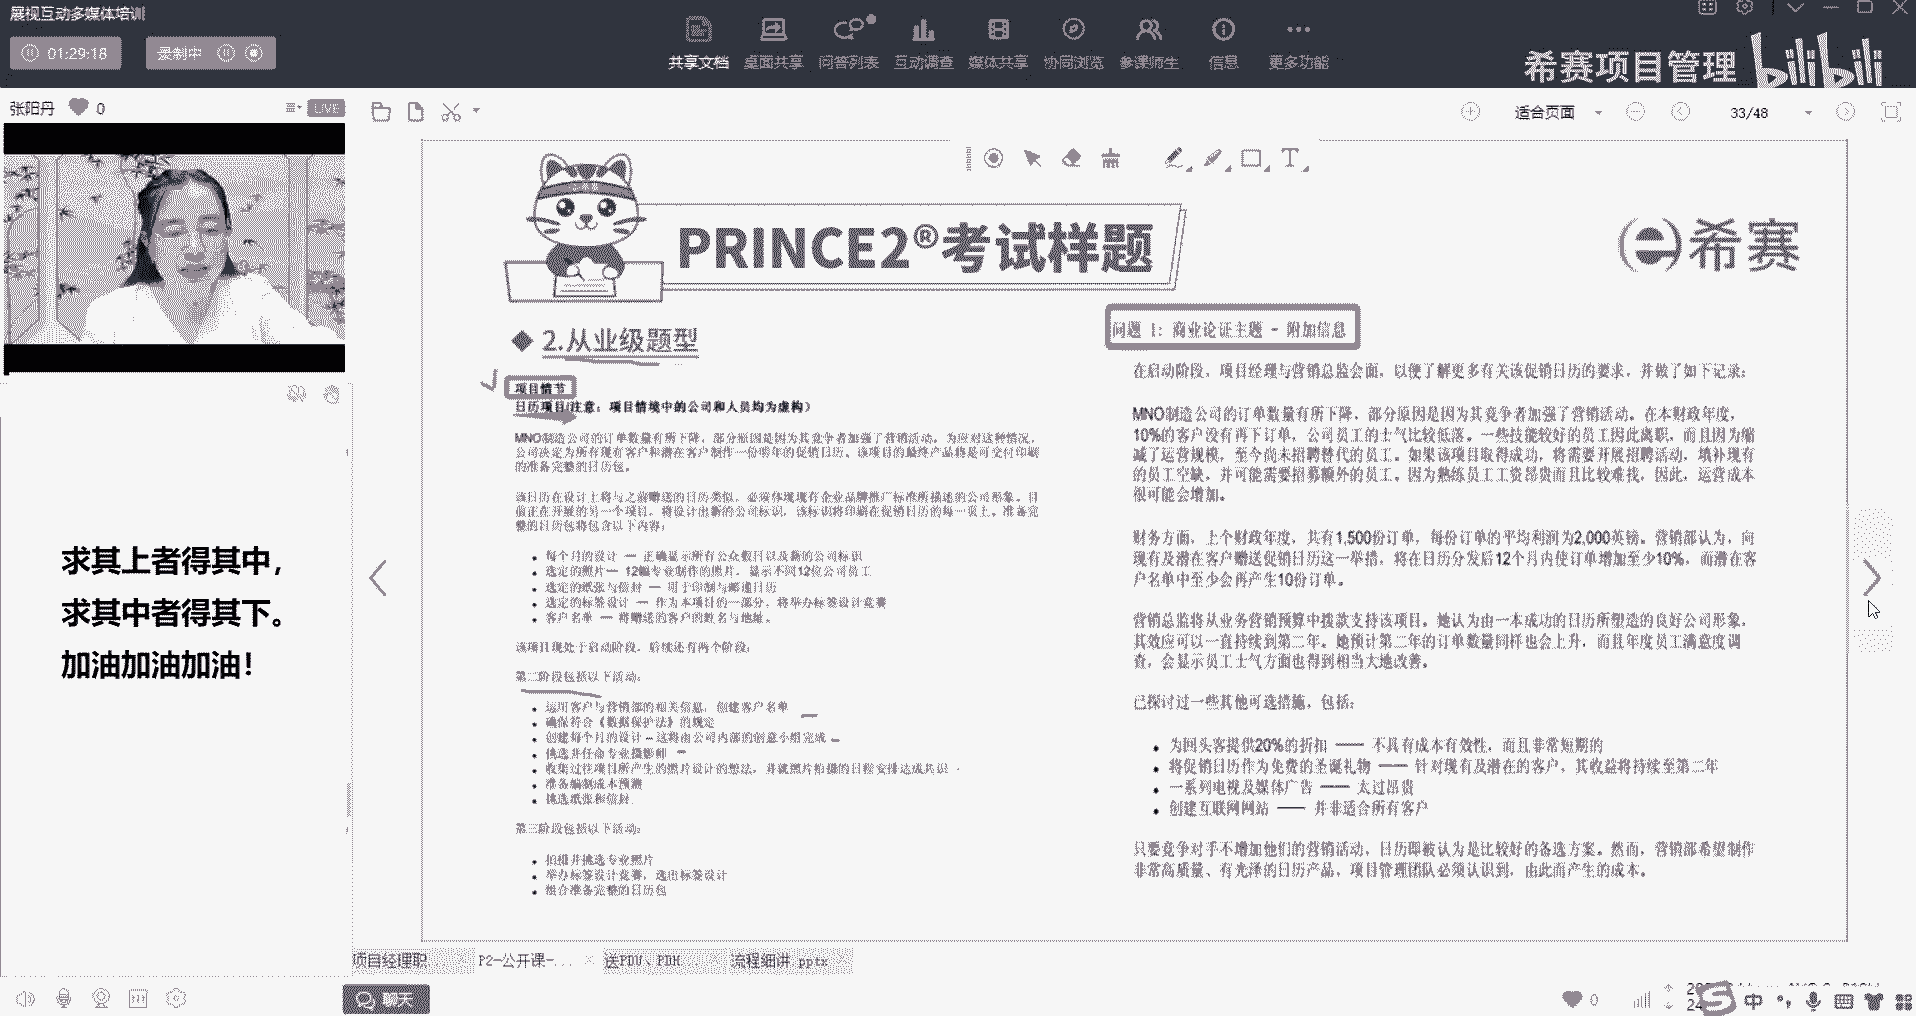 展视互动多媒体培训
01:29:18
录制中
共享文档 桌面共享 问答列表 互动调查 媒体共享 协同浏览 参课师生 信息 更多功能
希赛项目管理 bilibili
张阳丹 0
LIVE
适合页面
33/48
PRINCE2®考试样题
希赛
求其上者得其中，
求其中者得其下。
加油加油加油！
◆ 2.从业级题型
项目情节
日历项目(注意：项目情境中的公司和人员均为虚构)
MNO制造公司的订单数量有所下降，部分原因是因为其竞争者加强了营销活动。为应对这种情况，
公司决定为所有现有客户和潜在客户制作一份明年的促销日历。该项目的最终产品将是可交付印刷
的准备完整的日历包。
该日历在设计上将与之前赠送的日历类似，必须体现现有企业品牌推广标准所描述的公司形象。目
前正在开展的另一个项目，将设计出新的公司标识，该标识将印刷在促销日历的每一页上。准备完
整的日历包将包含以下内容：
• 每个月的设计 — 正确显示所有公众假日以及新的公司标识
• 选定的照片 — 12幅专业制作的照片，显示不同12位公司员工
• 选定的纸张与信封 — 用于印制与邮递日历
• 选定的标签设计 — 作为本项目的一部分，将举办标签设计竞赛
• 客户名单 — 将赠送的客户的姓名与地址。
该项目现处于启动阶段，后续还有两个阶段：
第二阶段包括以下活动：
• 运用客户与营销部的相关信息，创建客户名单
• 确保符合《数据保护法》的规定
• 创建每个月的设计 – 这将由公司内部的创意小组完成
• 挑选并任命专业摄影师
• 收集过往项目所产生的照片设计的想法，并就照片拍摄的日程安排达成共识
• 准备编制成本预测
• 挑选纸张和信封
第三阶段包括以下活动：
• 拍摄并挑选专业照片
• 举办标签设计竞赛，选出标签设计
• 组合准备完整的日历包
问题 1：商业论证主题 - 附加信息
在启动阶段，项目经理与营销总监会面，以便了解更多有关该促销日历的要求，并做了如下记录：
MNO制造公司的订单数量有所下降，部分原因是因为其竞争者加强了营销活动。在本财政年度，
10%的客户没有再下订单，公司员工的士气比较低落。一些技能较好的员工因此离职，而且因为缩
减了运营规模，至今尚未招聘替代的员工。如果该项目取得成功，将需要开展招聘活动，填补现有
的员工空缺，并可能需要招募额外的员工。因为熟练员工工资昂贵而且比较难找，因此，运营成本
很可能会增加。
财务方面，上个财政年度，共有1,500份订单，每份订单的平均利润为2,000英镑。营销部认为，向
现有及潜在客户赠送促销日历这一举措，将在日历分发后12个月内使订单增加至少10%，而潜在客
户名单中至少会再产生10份订单。
营销总监将从业务营销预算中拨款支持该项目。她认为由一本成功的日历所塑造的良好公司形象，
其效应可以一直持续到第二年。她预计第二年的订单数量同样也会上升，而且年度员工满意度调
查，会显示员工士气方面也得到相当大地改善。
已探讨过一些其他可选措施，包括：
• 为回头客提供20%的折扣 —— 不具有成本有效性，而且非常短期的
• 将促销日历作为免费的圣诞礼物 —— 针对现有及潜在的客户，其收益将持续至第二年
• 一系列电视及媒体广告 —— 太过昂贵
• 创建互联网网站 —— 并非适合所有客户
只要竞争对手不增加他们的营销活动，日历即被认为是比较好的备选方案。然而，营销部希望制作
非常高质量、有光泽的日历产品，项目管理团队必须认识到，由此而产生的成本。
项目经理职... P2-公开课-... × 送PDU、PDH 流程细讲.pptx
聊天
0
中